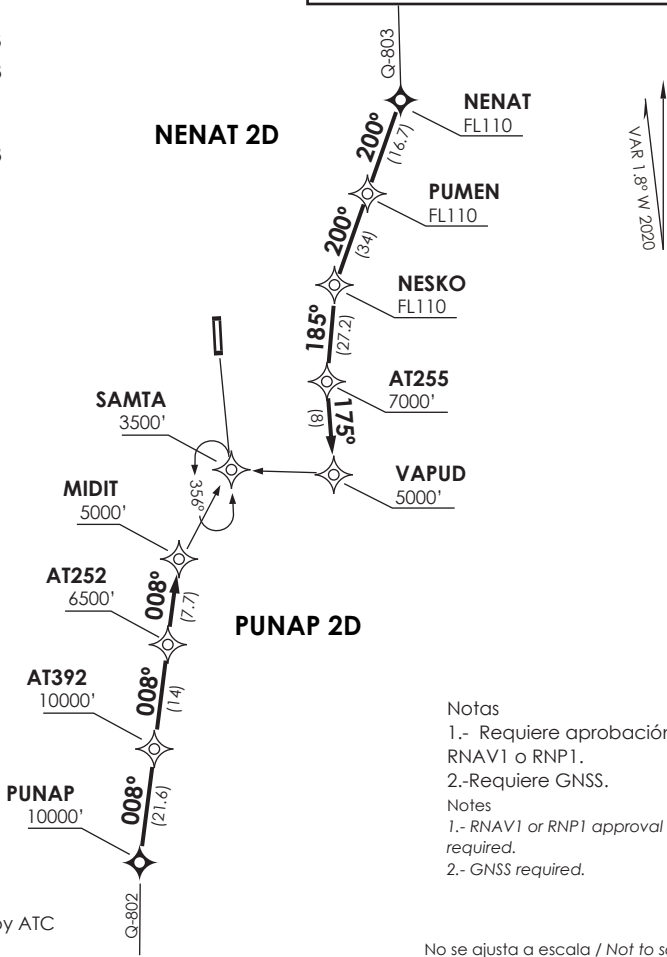 Q-803
NENAT 2D
NENAT
FL110
200°
(16.7)
VAR 1.8° W 2020
PUMEN
FL110
200°
(34)
NESKO
FL110
185°
(27.2)
SAMTA
3500'
AT255
7000'
175°
(8)
VAPUD
5000'
356°
MIDIT
5000'
AT252
6500'
008°
(7.7)
PUNAP 2D
AT392
10000'
008°
(14)
PUNAP
10000'
008°
(21.6)
Q-802
Notas
1.- Requiere aprobación
RNAV1 o RNP1.
2.-Requiere GNSS.
Notes
1.- RNAV1 or RNP1 approval
required.
2.- GNSS required.
by ATC
No se ajusta a escala / Not to